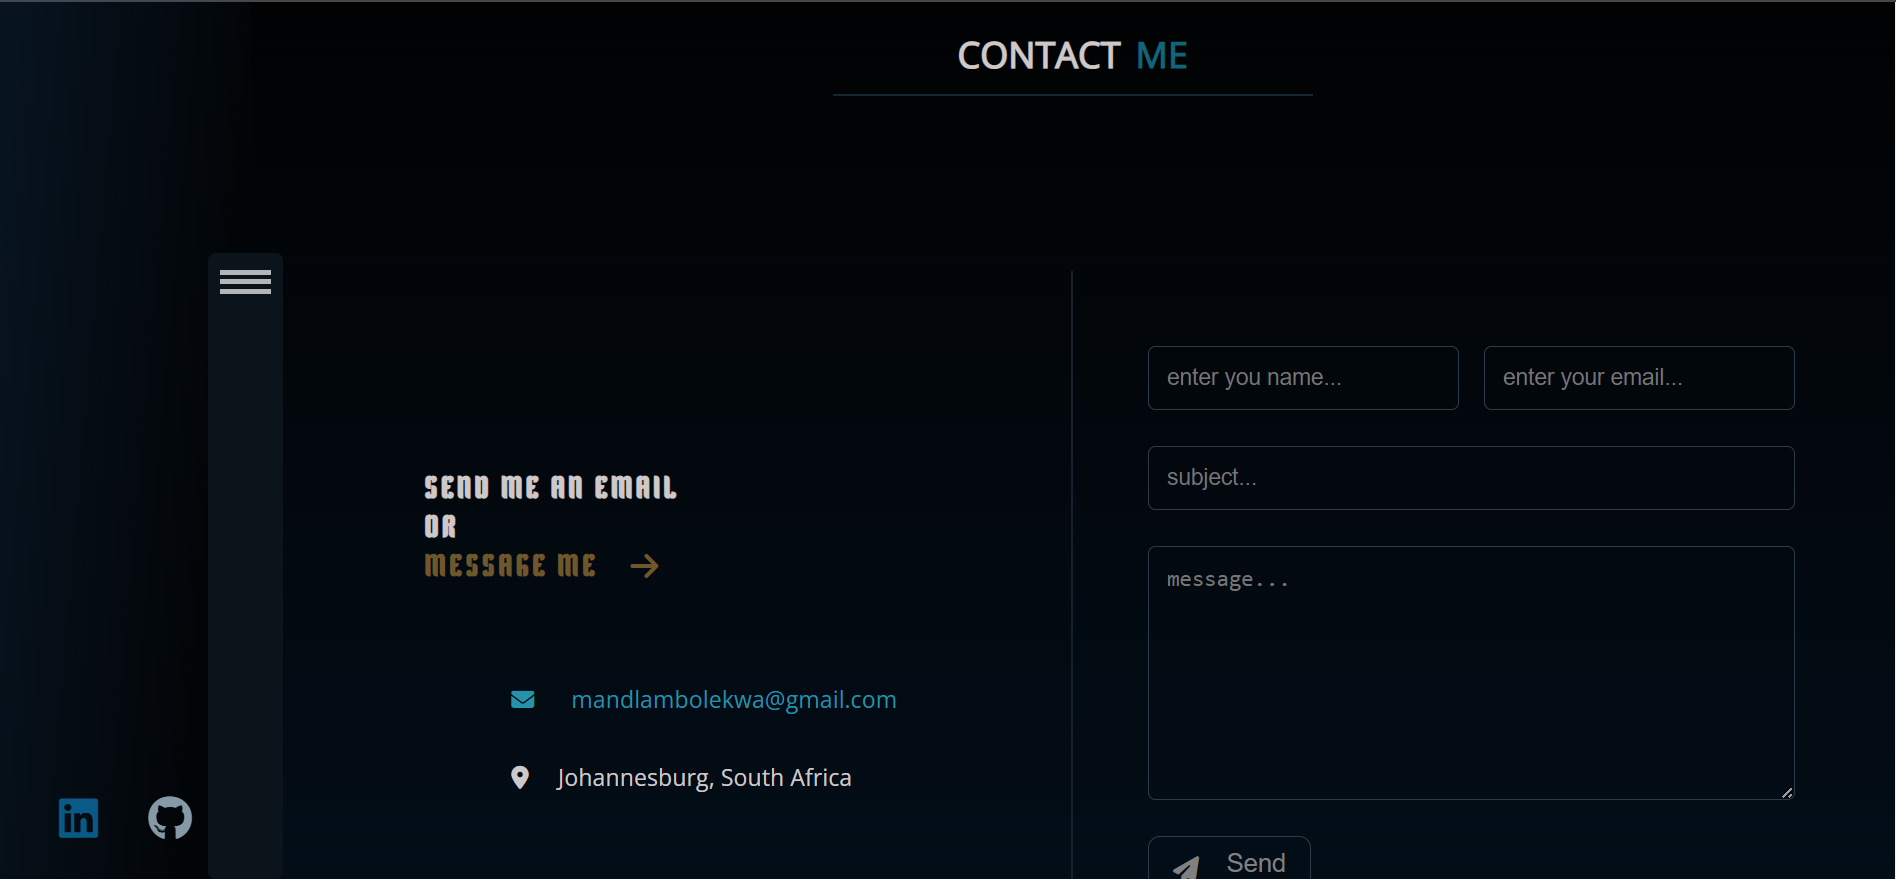 CONTACT ME
SEND ME AN EMAIL
OR
MESSAGE ME
mandlambolekwa@gmail.com
Johannesburg, South Africa
in
enter you name...
enter your email...
subject...
message...
Send